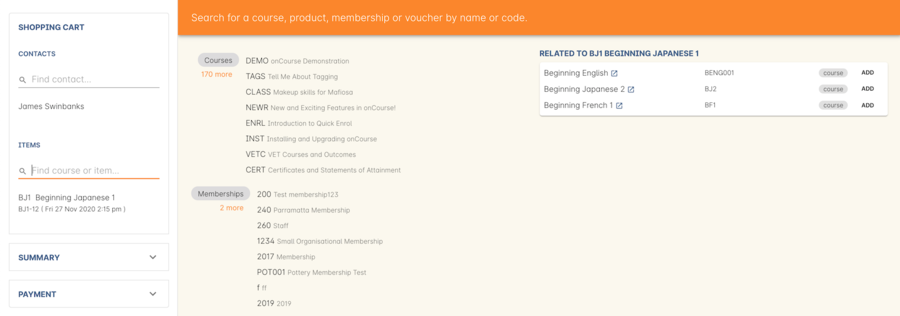 SHOPPING CART
CONTACTS
Find contact...
James Swinbanks
ITEMS
Find course or item...
BJ1 Beginning Japanese 1
BJ1-12 ( Fri 27 Nov 2020 2:15 pm )
SUMMARY
PAYMENT
Search for a course, product, membership or voucher by name or code.
Courses
170 more
DEMO onCourse Demonstration
TAGS Tell Me About Tagging
CLASS Makeup skills for Mafiosa
NEWR New and Exciting Features in onCourse!
ENRL Introduction to Quick Enrol
INST Installing and Upgrading onCourse
VETC VET Courses and Outcomes
CERT Certificates and Statements of Attainment
Memberships
2 more
200 Test membership123
240 Parramatta Membership
260 Staff
1234 Small Organisational Membership
2017 Membership
POT001 Pottery Membership Test
f ff
2019 2019
RELATED TO BJ1 BEGINNING JAPANESE 1
Beginning English BENG001 course ADD
Beginning Japanese 2 BJ2 course ADD
Beginning French 1 BF1 course ADD